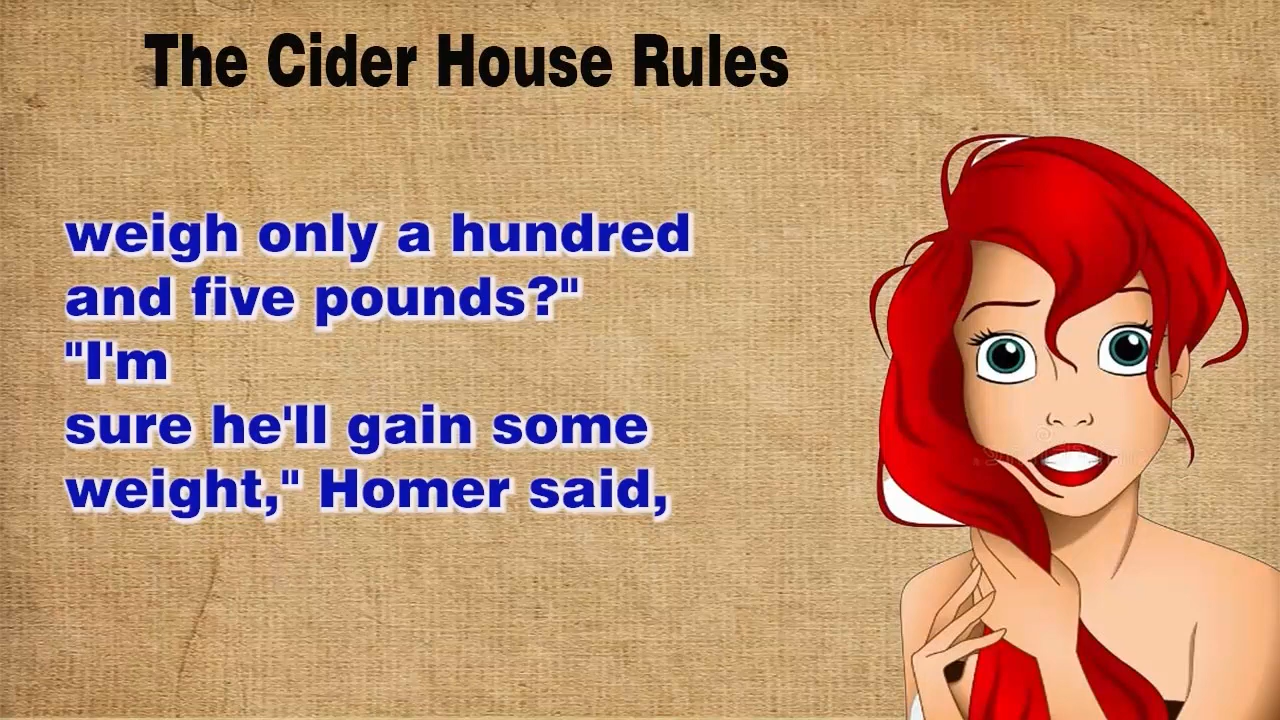 The Cider House Rules
weigh only a hundred
and five pounds?"
"I'm
sure he'll gain some
weight," Homer said,